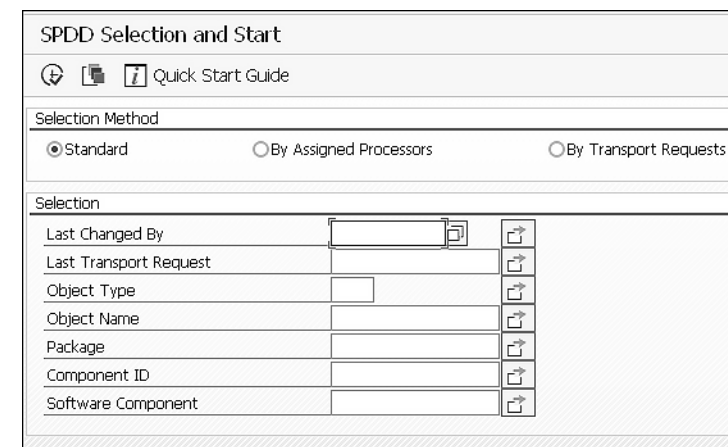 SPDD Selection and Start
Quick Start Guide
Selection Method
Standard By Assigned Processors By Transport Requests
Selection
Last Changed By
Last Transport Request
Object Type
Object Name
Package
Component ID
Software Component